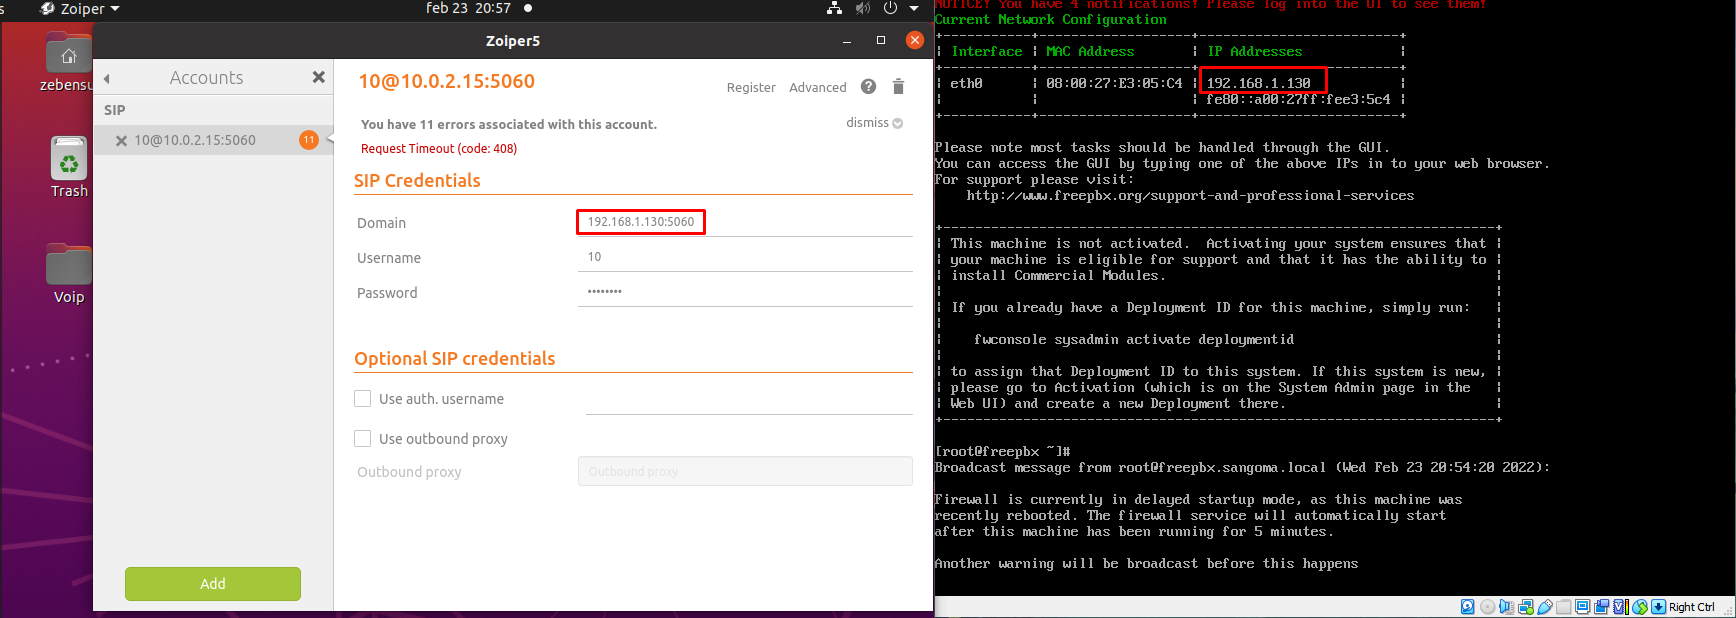 s Zoiper feb 23 20:57
zebensu
Trash
Voip
Zoiper5
Accounts
SIP
10@10.0.2.15:5060 11
Add
10@10.0.2.15:5060
Register Advanced ?
You have 11 errors associated with this account. dismiss
Request Timeout (code: 408)
SIP Credentials
Domain 192.168.1.130:5060
Username 10
Password ••••••••
Optional SIP credentials
Use auth. username
Use outbound proxy
Outbound proxy Outbound proxy
NOTICE! You have 4 notifications! Please log into the UI to see them!
Current Network Configuration
+-----------+-------------------+--------------------------+
| Interface | MAC Address | IP Addresses |
+-----------+-------------------+--------------------------+
| eth0 | 08:00:27:E3:05:C4 | 192.168.1.130 |
| | | fe80::a00:27ff:fee3:5c4 |
+-----------+-------------------+--------------------------+
Please note most tasks should be handled through the GUI.
You can access the GUI by typing one of the above IPs in to your web browser.
For support please visit:
http://www.freepbx.org/support-and-professional-services
+---------------------------------------------------------------------+
| This machine is not activated. Activating your system ensures that |
| your machine is eligible for support and that it has the ability to |
| install Commercial Modules. |
| |
| If you already have a Deployment ID for this machine, simply run: |
| |
| fwconsole sysadmin activate deploymentid |
| |
| to assign that Deployment ID to this system. If this system is new, |
| please go to Activation (which is on the System Admin page in the |
| Web UI) and create a new Deployment there. |
+---------------------------------------------------------------------+
[root@freepbx ~]#
Broadcast message from root@freepbx.sangoma.local (Wed Feb 23 20:54:20 2022):
Firewall is currently in delayed startup mode, as this machine was
recently rebooted. The firewall service will automatically start
after this machine has been running for 5 minutes.
Another warning will be broadcast before this happens
Right Ctrl